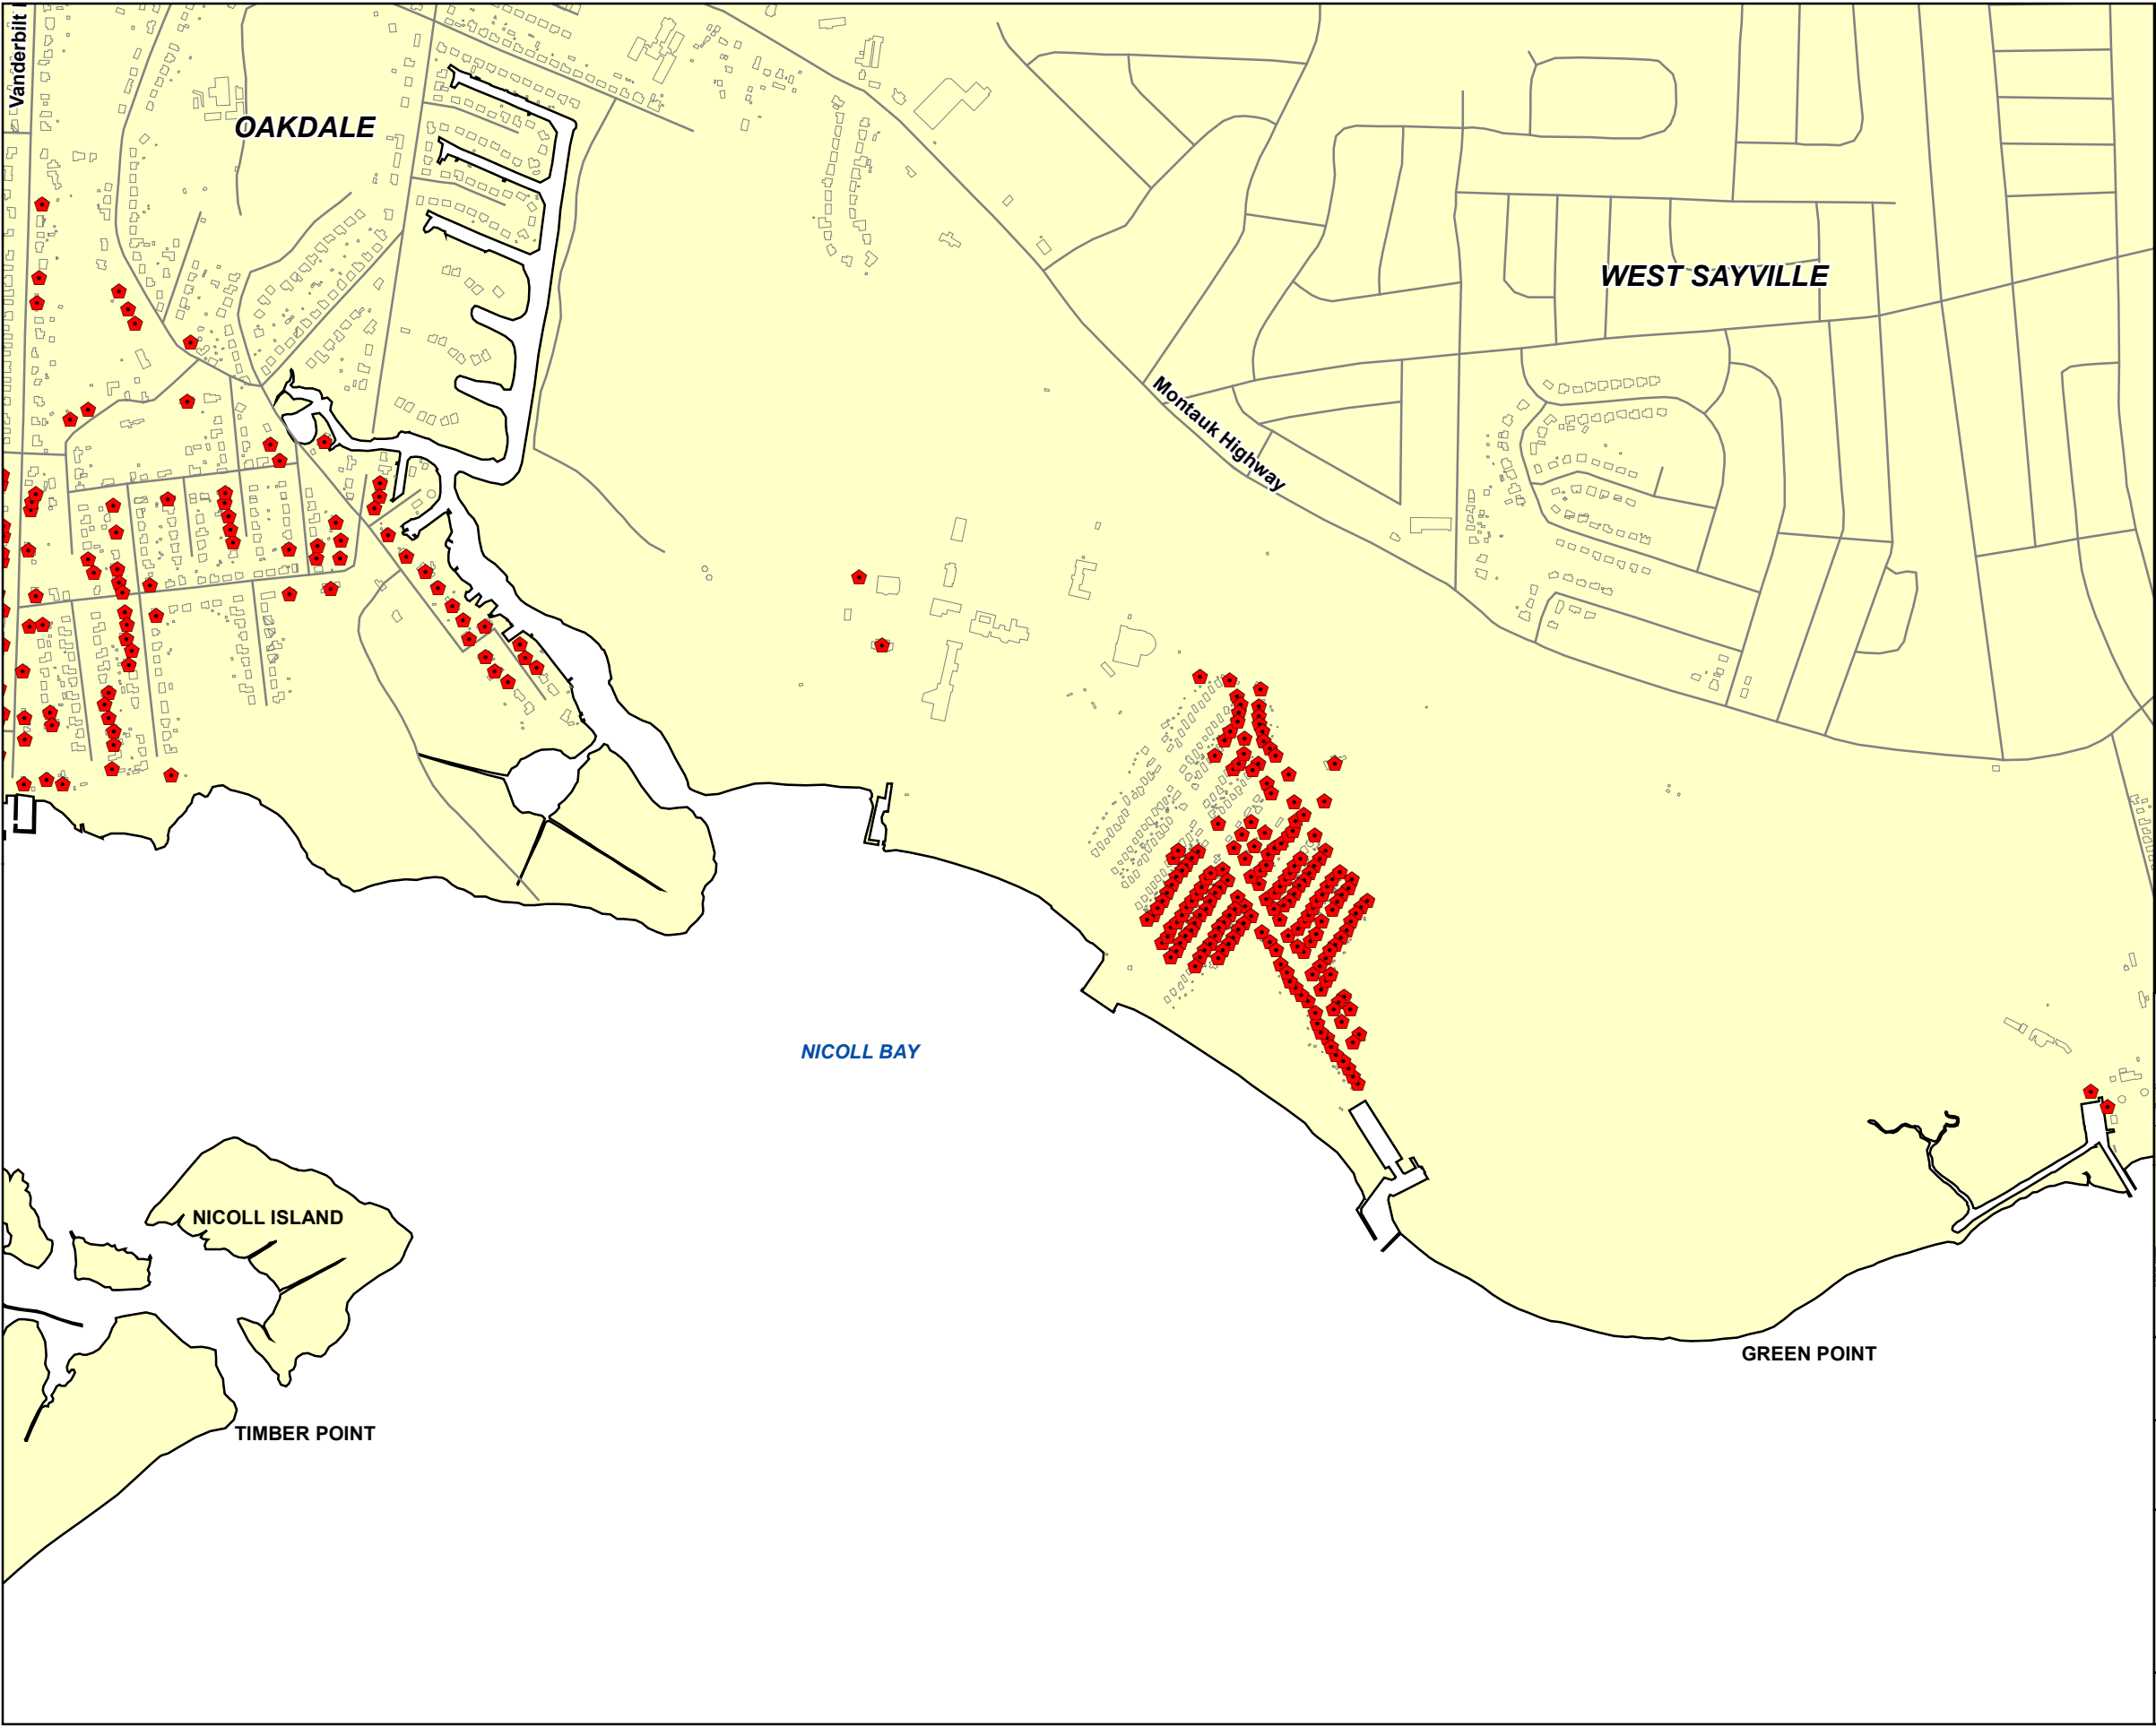 Vanderbilt
OAKDALE
WEST SAYVILLE
Montauk Highway
NICOLL BAY
NICOLL ISLAND
GREEN POINT
TIMBER POINT